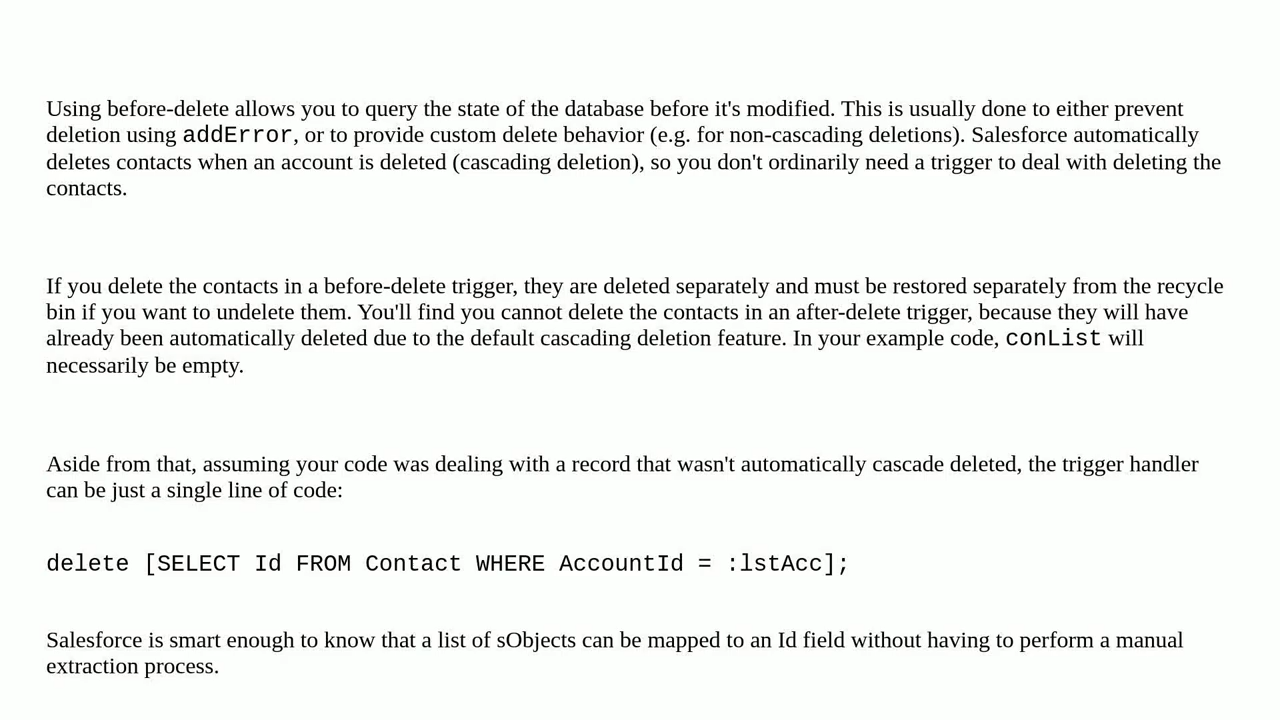 Using before-delete allows you to query the state of the database before it's modified. This is usually done to either prevent
deletion using addError, or to provide custom delete behavior (e.g. for non-cascading deletions). Salesforce automatically
deletes contacts when an account is deleted (cascading deletion), so you don't ordinarily need a trigger to deal with deleting the
contacts.
If you delete the contacts in a before-delete trigger, they are deleted separately and must be restored separately from the recycle
bin if you want to undelete them. You'll find you cannot delete the contacts in an after-delete trigger, because they will have
already been automatically deleted due to the default cascading deletion feature. In your example code, conList will
necessarily be empty.
Aside from that, assuming your code was dealing with a record that wasn't automatically cascade deleted, the trigger handler
can be just a single line of code:
delete [SELECT Id FROM Contact WHERE AccountId = :lstAcc];
Salesforce is smart enough to know that a list of sObjects can be mapped to an Id field without having to perform a manual
extraction process.